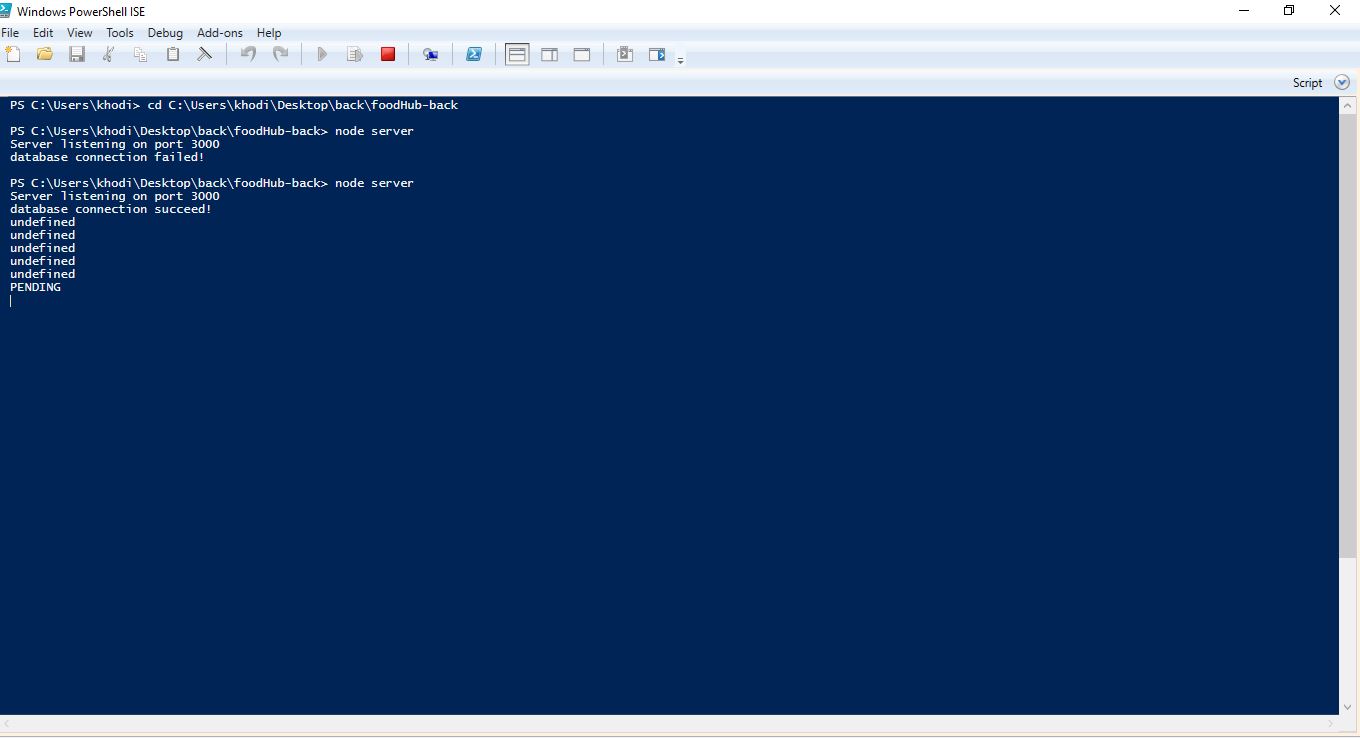 Windows PowerShell ISE
File Edit View Tools Debug Add-ons Help
Script
PS C:\Users\khodi> cd C:\Users\khodi\Desktop\back\foodHub-back
PS C:\Users\khodi\Desktop\back\foodHub-back> node server
Server listening on port 3000
database connection failed!
PS C:\Users\khodi\Desktop\back\foodHub-back> node server
Server listening on port 3000
database connection succeed!
undefined
undefined
undefined
undefined
undefined
PENDING